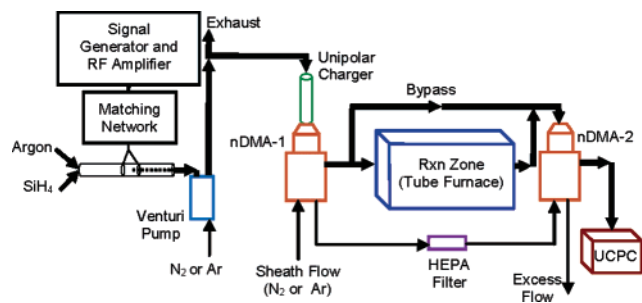 Signal
Generator and
RF Amplifier
Exhaust
Unipolar
Charger
Bypass
Matching
Network
nDMA-1
nDMA-2
Argon
SiH4
Rxn Zone
(Tube Furnace)
Venturi
Pump
N2 or Ar
Sheath Flow
(N2 or Ar)
HEPA
Filter
Excess
Flow
UCPC